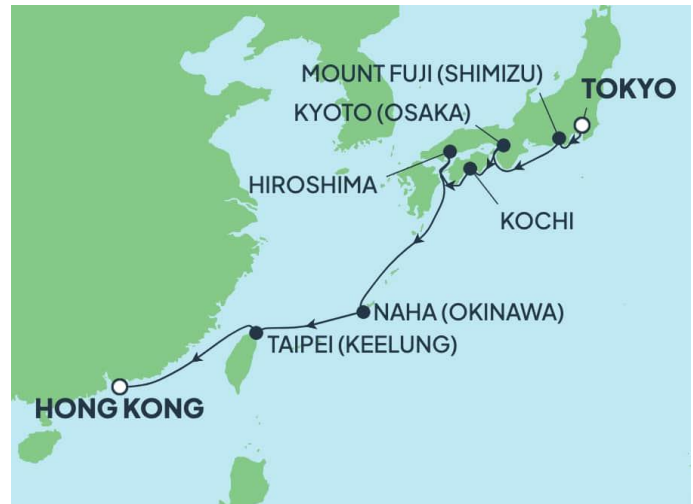 MOUNT FUJI (SHIMIZU)
TOKYO
KYOTO (OSAKA)
HIROSHIMA
KOCHI
NAHA (OKINAWA)
TAIPEI (KEELUNG)
HONG KONG